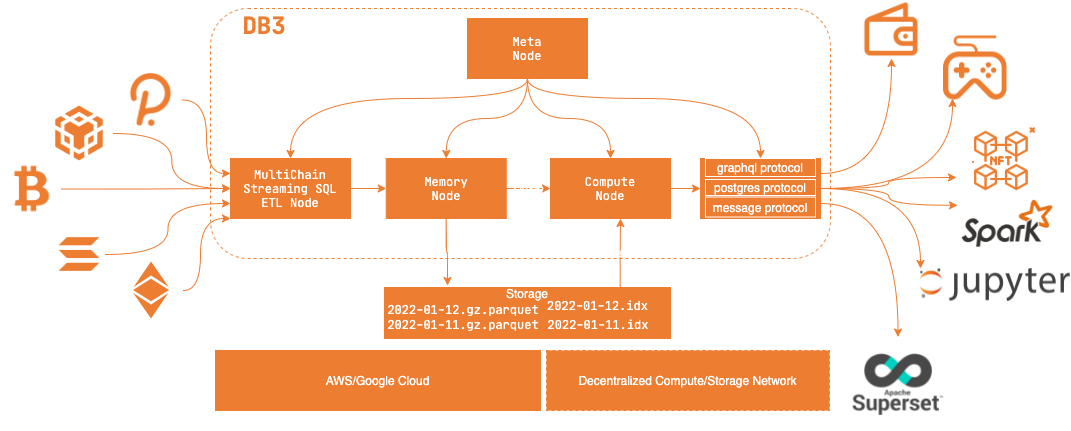 DB3
Meta
Node
MultiChain
Streaming SQL
ETL Node
Memory
Node
Compute
Node
graphql protocol
postgres protocol
message protocol
NFT
Spark
jupyter
Storage
2022-01-12.gz.parquet 2022-01-12.idx
2022-01-11.gz.parquet 2022-01-11.idx
AWS/Google Cloud
Decentralized Compute/Storage Network
Apache
Superset